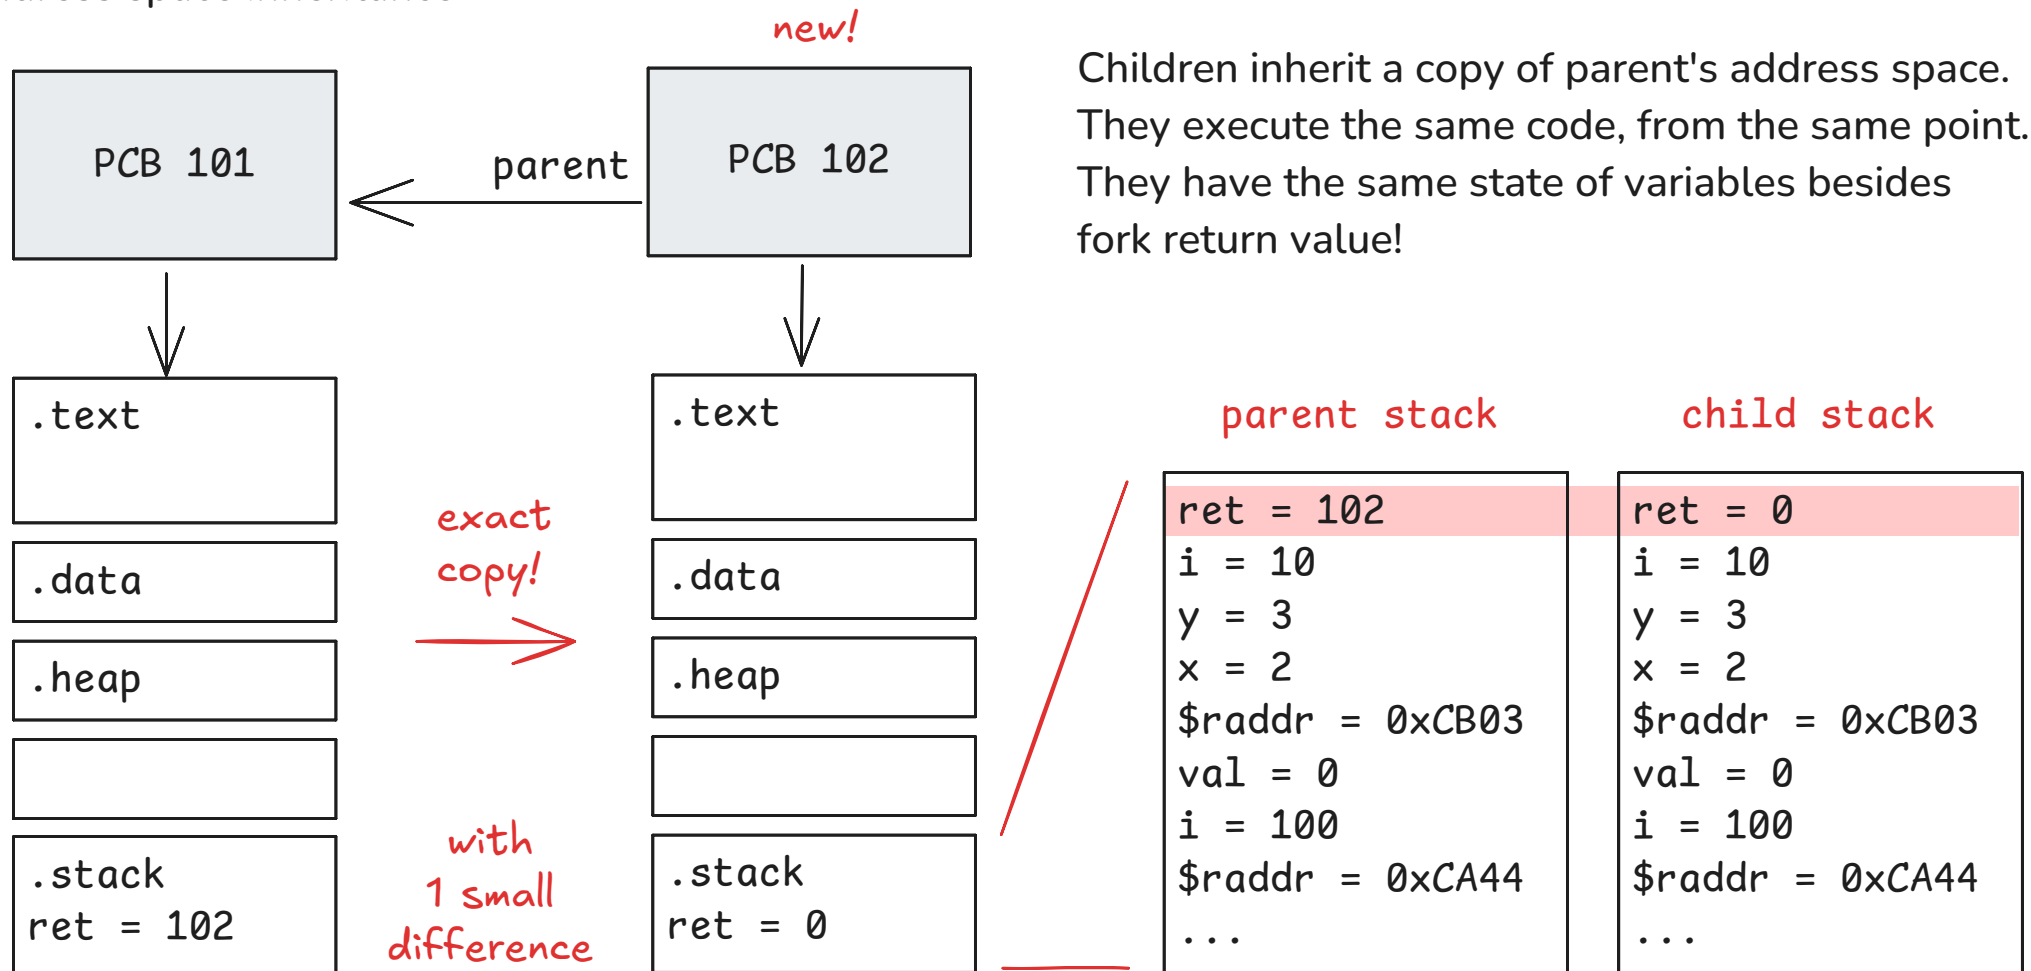 new!
Children inherit a copy of parent's address space.
They execute the same code, from the same point.
They have the same state of variables besides
fork return value!
PCB 101
parent
PCB 102
.text
.data
.heap
.stack
ret = 102
exact
copy!
with
1 small
difference
.text
.data
.heap
.stack
ret = 0
parent stack
ret = 102
i = 10
y = 3
x = 2
$raddr = 0xCB03
val = 0
i = 100
$raddr = 0xCA44
...
child stack
ret = 0
i = 10
y = 3
x = 2
$raddr = 0xCB03
val = 0
i = 100
$raddr = 0xCA44
...